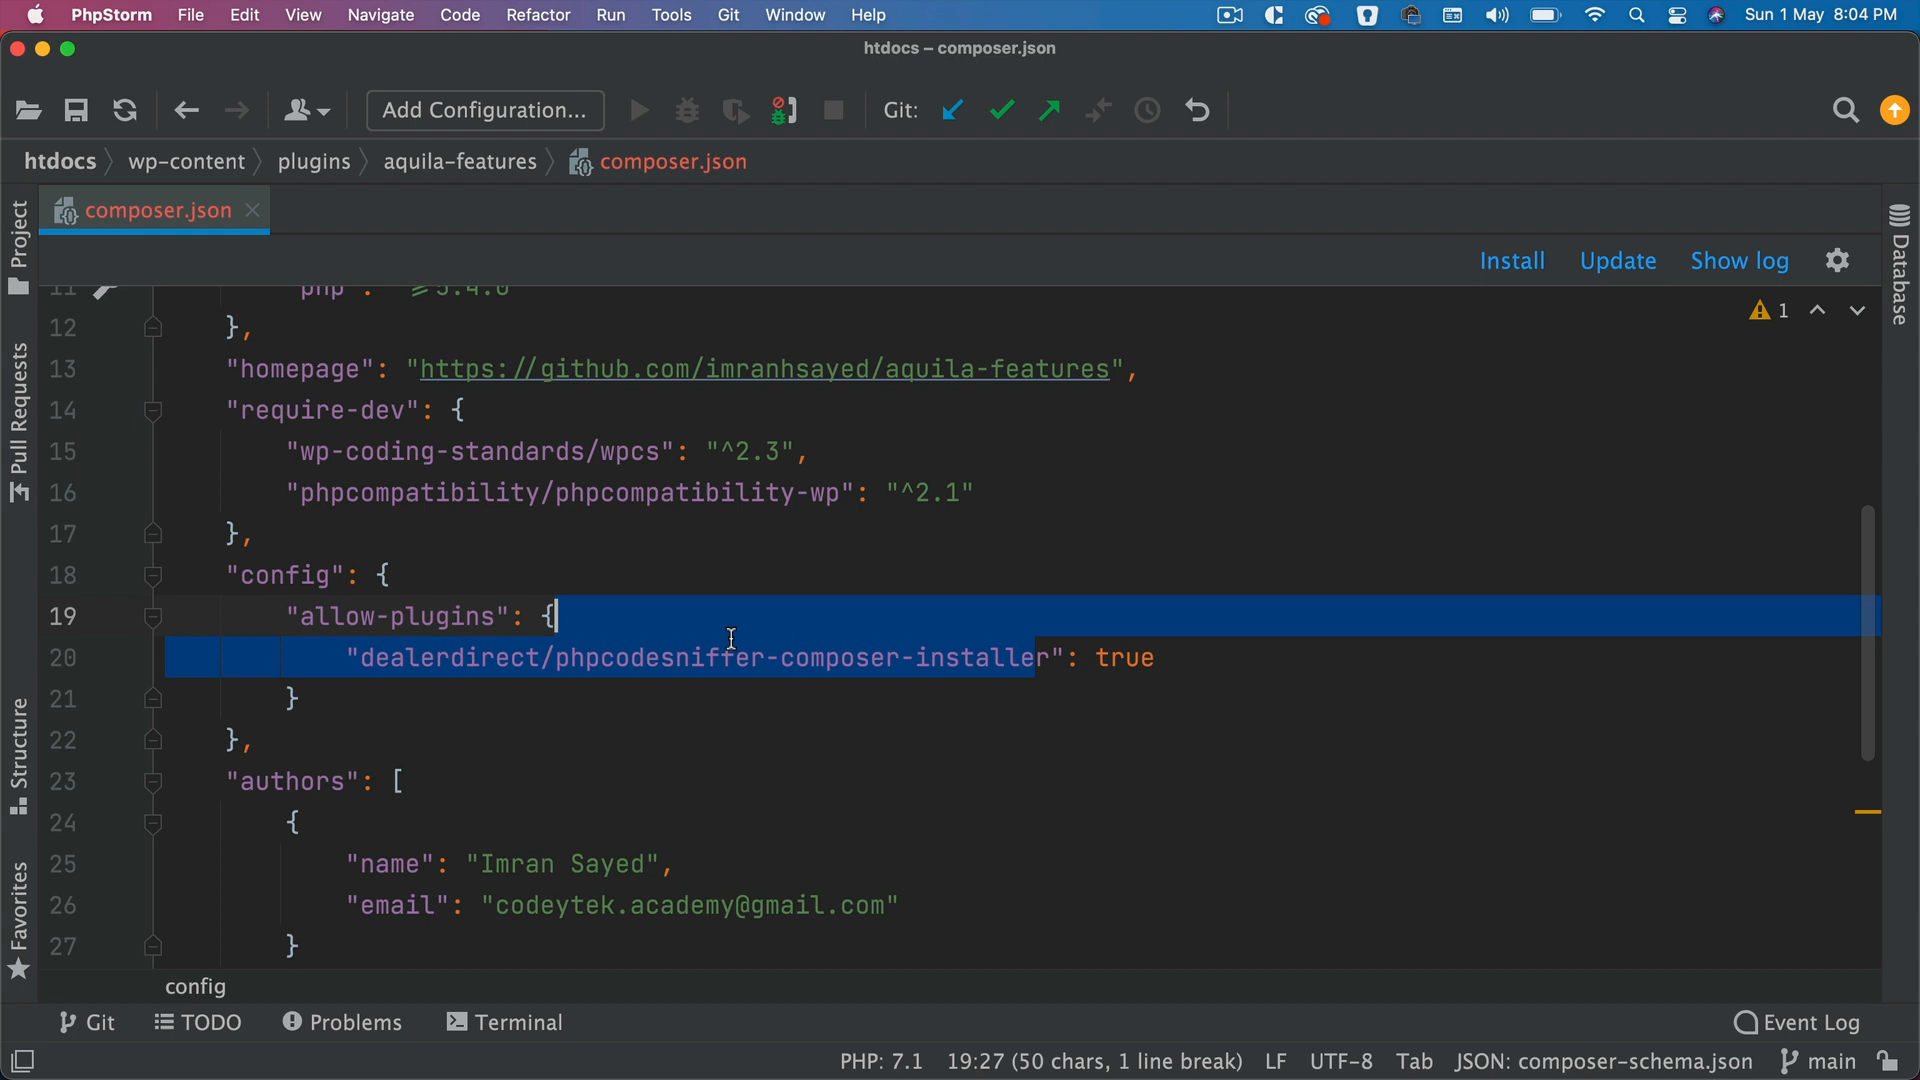 PhpStorm File Edit View Navigate Code Refactor Run Tools Git Window Help Sun 1 May 8:04 PM
htdocs – composer.json
Add Configuration... Git:
htdocs wp-content plugins aquila-features composer.json
composer.json
Install Update Show log
1
11 "php": "≥5.4.0"
12 },
13 "homepage": "https://github.com/imranhsayed/aquila-features",
14 "require-dev": {
15 "wp-coding-standards/wpcs": "^2.3",
16 "phpcompatibility/phpcompatibility-wp": "^2.1"
17 },
18 "config": {
19 "allow-plugins": {
20 "dealerdirect/phpcodesniffer-composer-installer": true
21 }
22 },
23 "authors": [
24 {
25 "name": "Imran Sayed",
26 "email": "codeytek.academy@gmail.com"
27 }
config
Project
Pull Requests
Structure
Favorites
Database
Git TODO Problems Terminal Event Log
PHP: 7.1 19:27 (50 chars, 1 line break) LF UTF-8 Tab JSON: composer-schema.json main